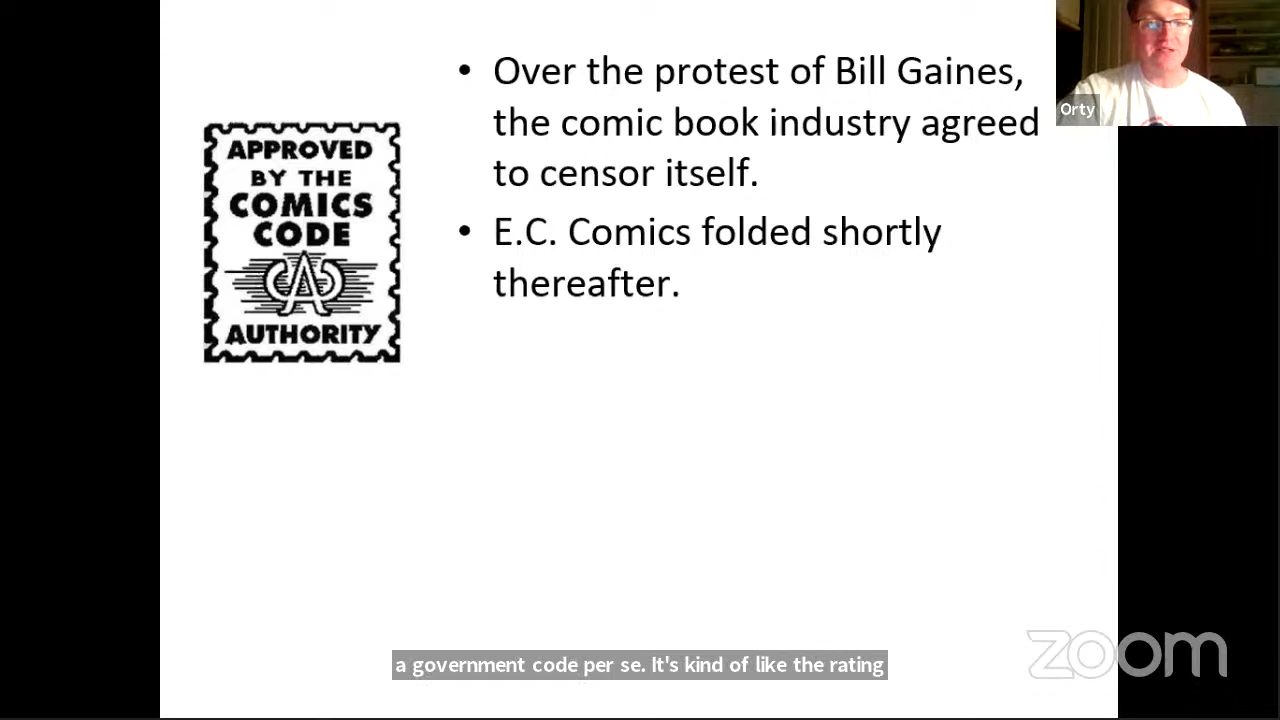 • Over the protest of Bill Gaines,
the comic book industry agreed
to censor itself.
• E.C. Comics folded shortly
thereafter.
APPROVED
BY THE
COMICS
CODE
CA
AUTHORITY
Orty
a government code per se. It's kind of like the rating
zoom